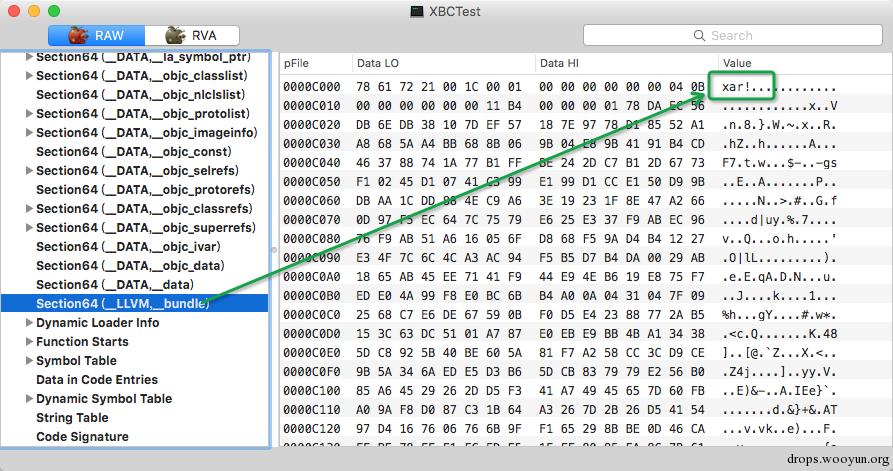 XBCTest
RAW RVA Search
Section64 (__DATA,__la_symbol_ptr)
Section64 (__DATA,__objc_classlist)
Section64 (__DATA,__objc_nlclslist)
Section64 (__DATA,__objc_protolist)
Section64 (__DATA,__objc_imageinfo)
Section64 (__DATA,__objc_const)
Section64 (__DATA,__objc_selrefs)
Section64 (__DATA,__objc_protorefs)
Section64 (__DATA,__objc_classrefs)
Section64 (__DATA,__objc_superrefs)
Section64 (__DATA,__objc_ivar)
Section64 (__DATA,__objc_data)
Section64 (__DATA,__data)
Section64 (__LLVM,__bundle)
Dynamic Loader Info
Function Starts
Symbol Table
Data in Code Entries
Dynamic Symbol Table
String Table
Code Signature
pFile Data LO Data HI Value
0000C000 78 61 72 21 00 1C 00 01 00 00 00 00 00 00 04 0B xar!............
0000C010 00 00 00 00 00 00 11 B4 00 00 00 01 78 DA EC 56 ............x..V
0000C020 DB 6E DB 38 10 7D EF 57 18 7E 97 78 D1 85 52 A1 .n.8.}.W.~.x..R.
0000C030 A8 68 5A A4 BB 68 8B 06 9B 04 E8 9B 41 91 B4 CD .hZ..h......A...
0000C040 46 37 88 74 1A 77 B1 FF BE 24 2D C7 B1 2D 67 73 F7.t.w...$-..-gs
0000C050 F1 02 45 D1 07 41 C3 99 E1 99 D1 CC E1 50 D9 9B ..E..A.......P..
0000C060 DB AA 1C DD 4E C9 A6 3E 19 23 1F 8E 47 A2 66 .....N..>.#..G.f
0000C070 0D 97 F5 EC 64 7C 75 79 E6 25 E3 37 F9 AB EC 96 ....d|uy.%.7....
0000C080 76 F9 AB 51 A6 16 05 6F D8 68 F5 9A D4 B4 12 27 v..Q...o.h.....'
0000C0A0 E3 4F 7C 6C 4C A3 AC 94 F5 B5 D7 B4 DA 00 29 AB .O|lL.........).
0000C0A0 18 65 AB 45 EE 71 41 F9 44 E9 4E B6 19 E8 75 F7 .e.E.qA.D.N...u.
0000C0B0 ED E0 4A 99 F8 E0 BC 6B B4 A0 0A 04 31 04 7F 09 ..J....k....1...
0000C0C0 25 68 C7 E6 DE 67 59 0B F0 D5 E4 23 88 77 2A B5 %h...gY....#.w*.
0000C0D0 15 3C 63 DC 51 01 A7 87 E0 EB E9 BB 4B A1 34 38 .<c.Q.......K.48
0000C0E0 5D C8 92 5B 40 BE 60 5A 81 F7 A2 58 CC 3C D9 CE ]..[@.`Z...X.<..
0000C0F0 9B 5A 34 6A ED E5 D3 B6 5D CB 83 79 79 E2 56 B0 .Z4j....]..yy.V.
0000C100 85 A6 45 29 26 2D D5 F3 41 A7 49 45 65 7D 60 FB ..E)&-..A.IEe}`.
0000C110 A0 9A F8 D0 87 C3 1B 64 A3 26 7D 2B 26 D5 41 54 .......d.&}+&.AT
0000C120 97 D4 16 76 06 76 6B 9F F1 65 29 8B BE 0D 46 CA ...v.vk..e)...F.
drops.wooyun.org